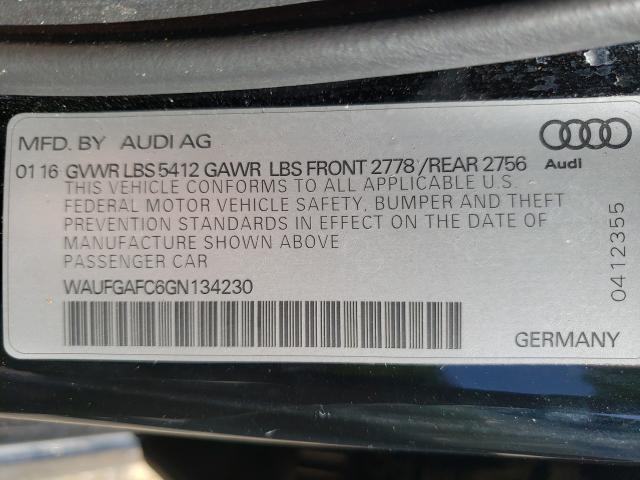 MFD. BY AUDI AG
01 16 GVWR LBS 5412 GAWR LBS FRONT 2778 /REAR 2756
Audi
THIS VEHICLE CONFORMS TO ALL APPLICABLE U.S.
FEDERAL MOTOR VEHICLE SAFETY, BUMPER AND THEFT
PREVENTION STANDARDS IN EFFECT ON THE DATE OF
MANUFACTURE SHOWN ABOVE
PASSENGER CAR
WAUFGAFC6GN134230
0412355
GERMANY